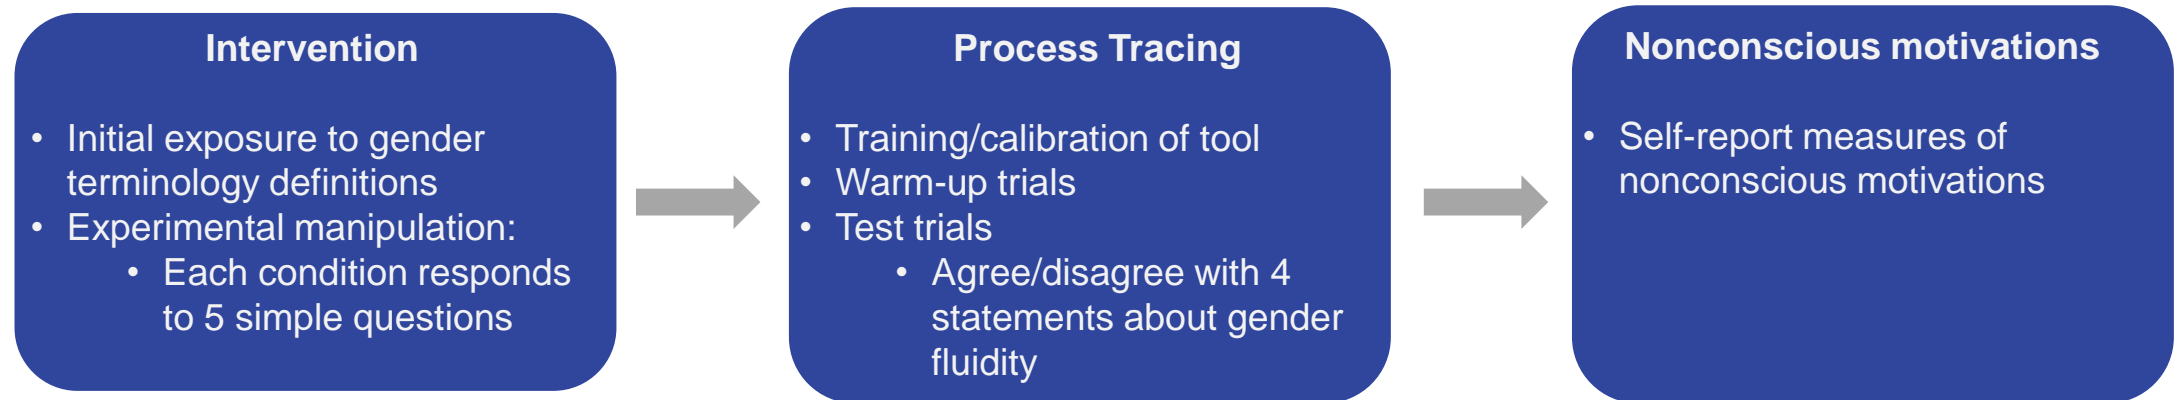 Intervention
• Initial exposure to gender
terminology definitions
• Experimental manipulation:
• Each condition responds
to 5 simple questions
Process Tracing
• Training/calibration of tool
• Warm-up trials
• Test trials
• Agree/disagree with 4
statements about gender
fluidity
Nonconscious motivations
• Self-report measures of
nonconscious motivations